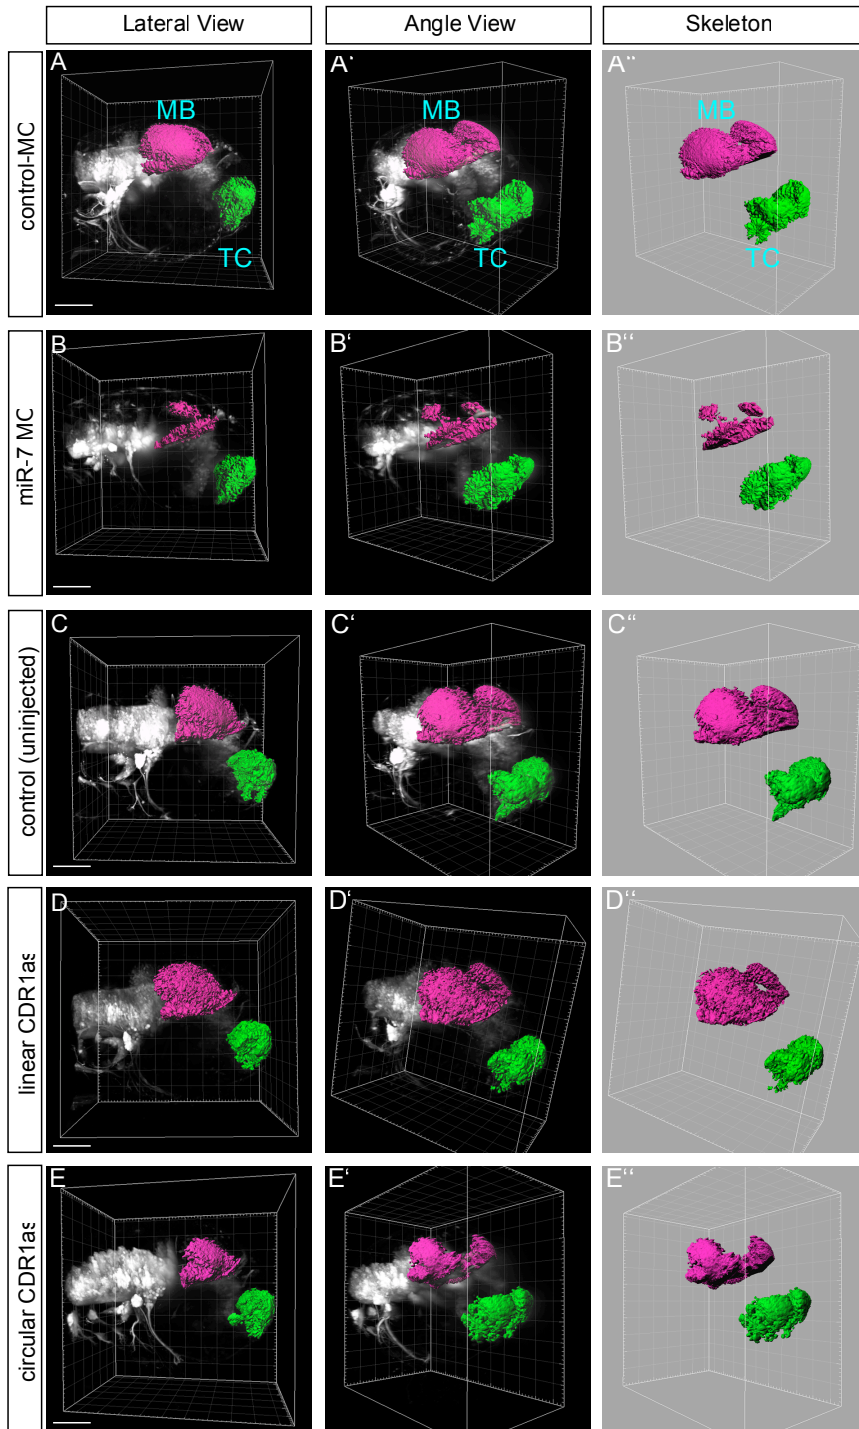 Lateral View
Angle View
Skeleton
control-MC
A
MB
TC
A'
MB
TC
A"
MB
TC
miR-7 MC
B
B'
B"
control (uninjected)
C
C'
C"
linear CDR1as
D
D'
D"
circular CDR1as
E
E'
E"